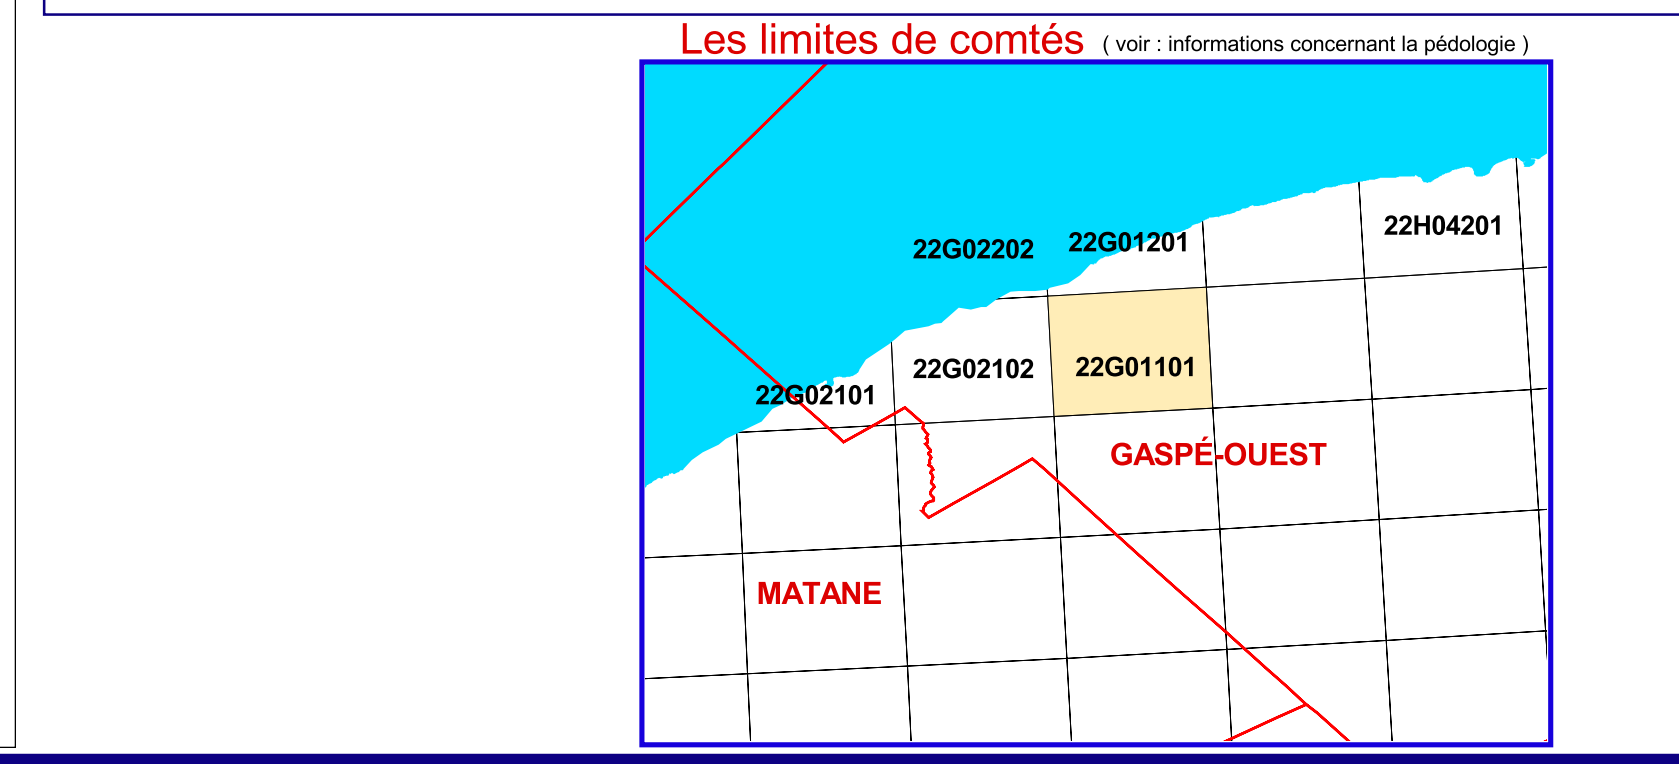 Les limites de comtés ( voir : informations concernant la pédologie )
22H04201
22G02202 22G01201
22G02102 22G01101
22G02101
GASPÉ-OUEST
MATANE